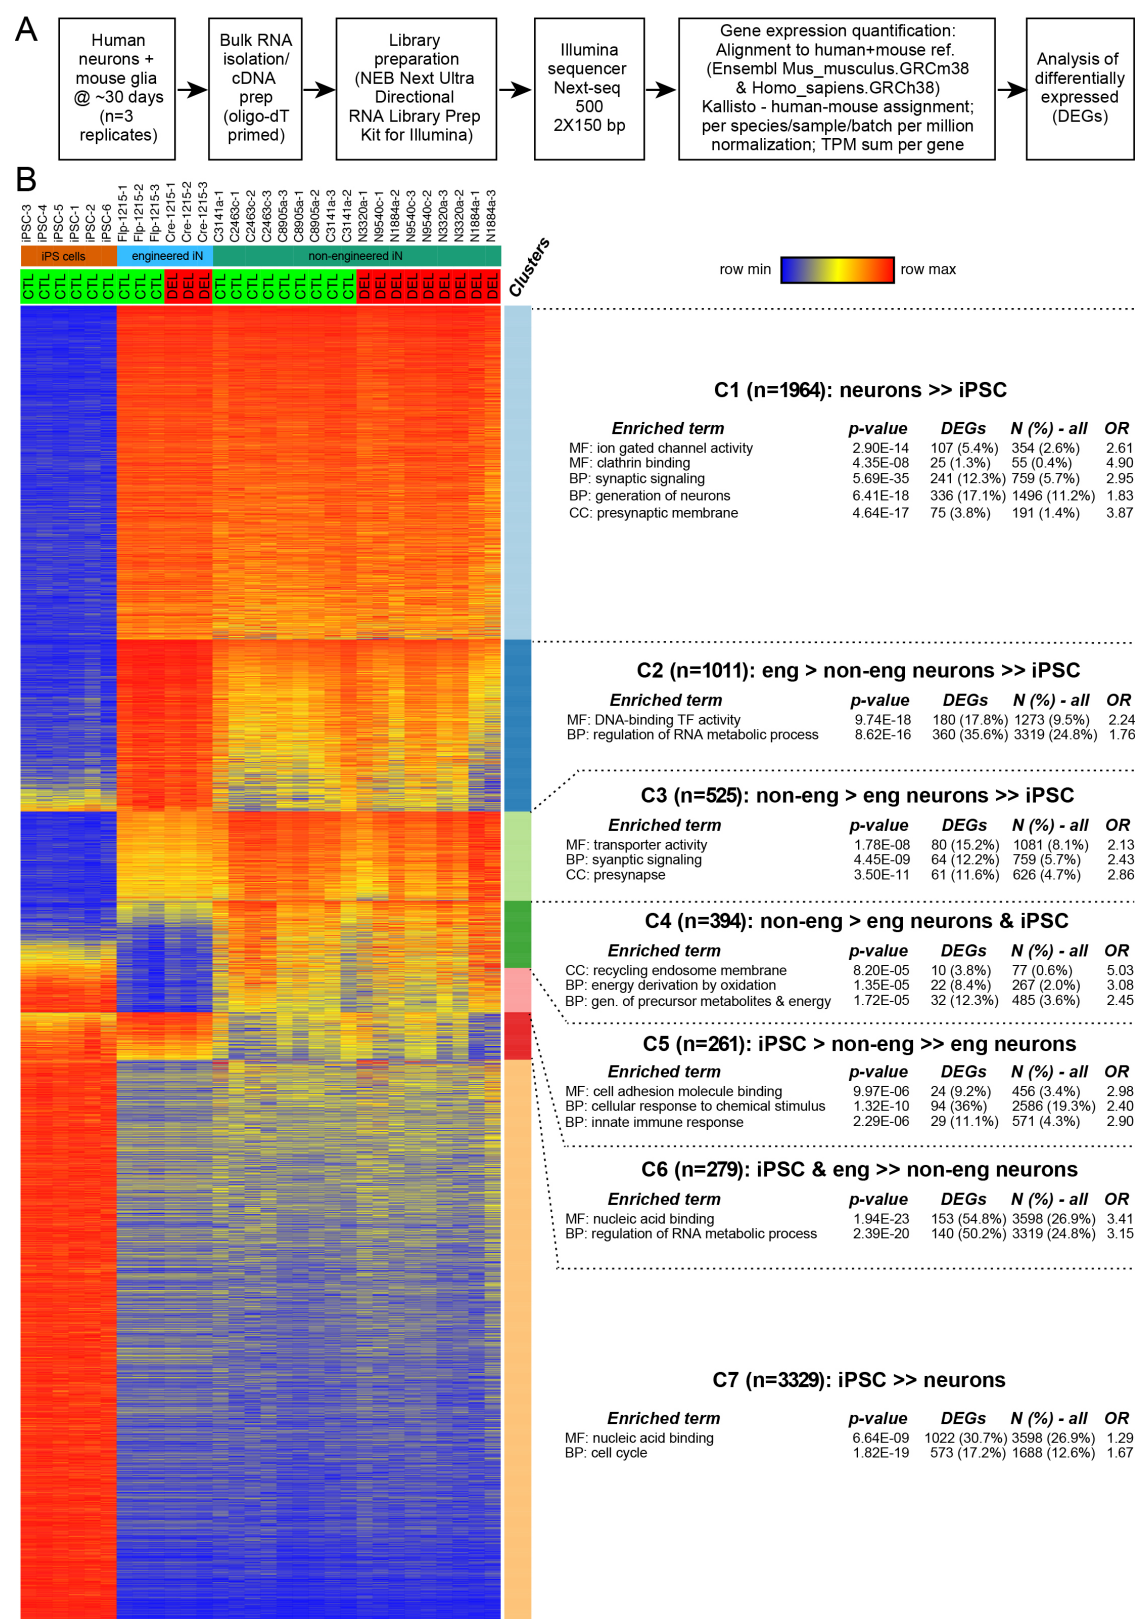 A
Human
neurons +
mouse glia
@ ~30 days
(n=3
replicates)
Bulk RNA
isolation/
cDNA
prep
(oligo-dT
primed)
Library
preparation
(NEB Next Ultra
Directional
RNA Library Prep
Kit for Illumina)
Illumina
sequencer
Next-seq
500
2X150 bp
Gene expression quantification:
Alignment to human+mouse ref.
(Ensembl Mus_musculus.GRCm38
& Homo_sapiens.GRCh38)
Kallisto - human-mouse assignment;
per species/sample/batch per million
normalization; TPM sum per gene
Analysis of
differentially
expressed
(DEGs)
B
iPSC-3
iPSC-4
iPSC-5
iPSC-1
iPSC-2
iPSC-6
Flp-1215-1
Flp-1215-2
Flp-1215-3
Cre-1215-1
Cre-1215-2
Cre-1215-3
C3141a-1
C2463c-1
C2463c-2
C2463c-3
C8905a-3
C8905a-1
C8905a-2
C3141a-3
C3141a-2
N3320a-1
N9540c-1
N1884a-2
N9540c-3
N9540c-2
N3320a-3
N3320a-2
N1884a-1
N1884a-3
iPS cells engineered iN non-engineered iN
CTL CTL CTL CTL CTL CTL CTL CTL CTL DEL DEL DEL CTL CTL CTL CTL CTL CTL CTL CTL CTL DEL DEL DEL DEL DEL DEL DEL DEL DEL
Clusters
row min row max
C1 (n=1964): neurons >> iPSC
Enriched term p-value DEGs N (%) - all OR
MF: ion gated channel activity 2.90E-14 107 (5.4%) 354 (2.6%) 2.61
MF: clathrin binding 4.35E-08 25 (1.3%) 55 (0.4%) 4.90
BP: synaptic signaling 5.69E-35 241 (12.3%) 759 (5.7%) 2.95
BP: generation of neurons 6.41E-18 336 (17.1%) 1496 (11.2%) 1.83
CC: presynaptic membrane 4.64E-17 75 (3.8%) 191 (1.4%) 3.87
C2 (n=1011): eng > non-eng neurons >> iPSC
Enriched term p-value DEGs N (%) - all OR
MF: DNA-binding TF activity 9.74E-18 180 (17.8%) 1273 (9.5%) 2.24
BP: regulation of RNA metabolic process 8.62E-16 360 (35.6%) 3319 (24.8%) 1.76
C3 (n=525): non-eng > eng neurons >> iPSC
Enriched term p-value DEGs N (%) - all OR
MF: transporter activity 1.78E-08 80 (15.2%) 1081 (8.1%) 2.13
BP: synaptic signaling 4.45E-09 64 (12.2%) 759 (5.7%) 2.43
CC: presynapse 3.50E-11 61 (11.6%) 626 (4.7%) 2.86
C4 (n=394): non-eng > eng neurons & iPSC
Enriched term p-value DEGs N (%) - all OR
CC: recycling endosome membrane 8.20E-05 10 (3.8%) 77 (0.6%) 5.03
BP: energy derivation by oxidation 1.35E-05 22 (8.4%) 267 (2.0%) 3.08
BP: gen. of precursor metabolites & energy 1.72E-05 32 (12.3%) 485 (3.6%) 2.45
C5 (n=261): iPSC > non-eng >> eng neurons
Enriched term p-value DEGs N (%) - all OR
MF: cell adhesion molecule binding 9.97E-06 24 (9.2%) 456 (3.4%) 2.98
BP: cellular response to chemical stimulus 1.32E-10 94 (36%) 2586 (19.3%) 2.40
BP: innate immune response 2.29E-06 29 (11.1%) 571 (4.3%) 2.90
C6 (n=279): iPSC & eng >> non-eng neurons
Enriched term p-value DEGs N (%) - all OR
MF: nucleic acid binding 1.94E-23 153 (54.8%) 3598 (26.9%) 3.41
BP: regulation of RNA metabolic process 2.39E-20 140 (50.2%) 3319 (24.8%) 3.15
C7 (n=3329): iPSC >> neurons
Enriched term p-value DEGs N (%) - all OR
MF: nucleic acid binding 6.64E-09 1022 (30.7%) 3598 (26.9%) 1.29
BP: cell cycle 1.82E-19 573 (17.2%) 1688 (12.6%) 1.67